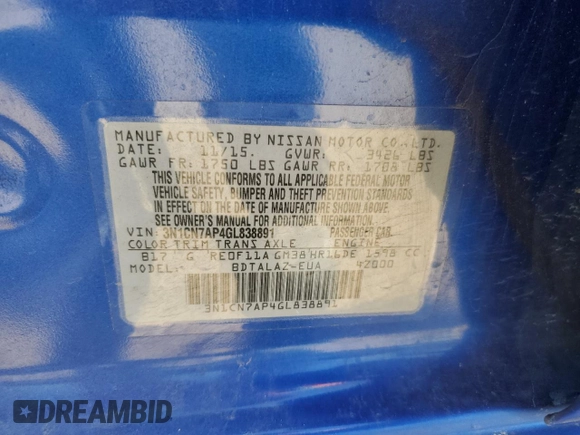 MANUFACTURED BY NISSAN MOTOR CO., LTD.
DATE: 11/15. GVWR: 3426 LBS
GAWR FR: 1750 LBS GAWR RR: 1708 LBS
THIS VEHICLE CONFORMS TO ALL APPLICABLE FEDERAL MOTOR
VEHICLE SAFETY, BUMPER AND THEFT PREVENTION STANDARDS
IN EFFECT ON THE DATE OF MANUFACTURE SHOWN ABOVE.
SEE OWNER'S MANUAL FOR ADDITIONAL INFORMATION.
VIN: 3N1CN7AP4GL838891 PASSENGER CAR.
COLOR TRIM TRANS AXLE ENGINE
B17 G RE0F11A GM38 HR16DE 1598 CC
MODEL: BDTALAZ-EUA 4Z000
3N1CN7AP4GL838891
DREAMBID